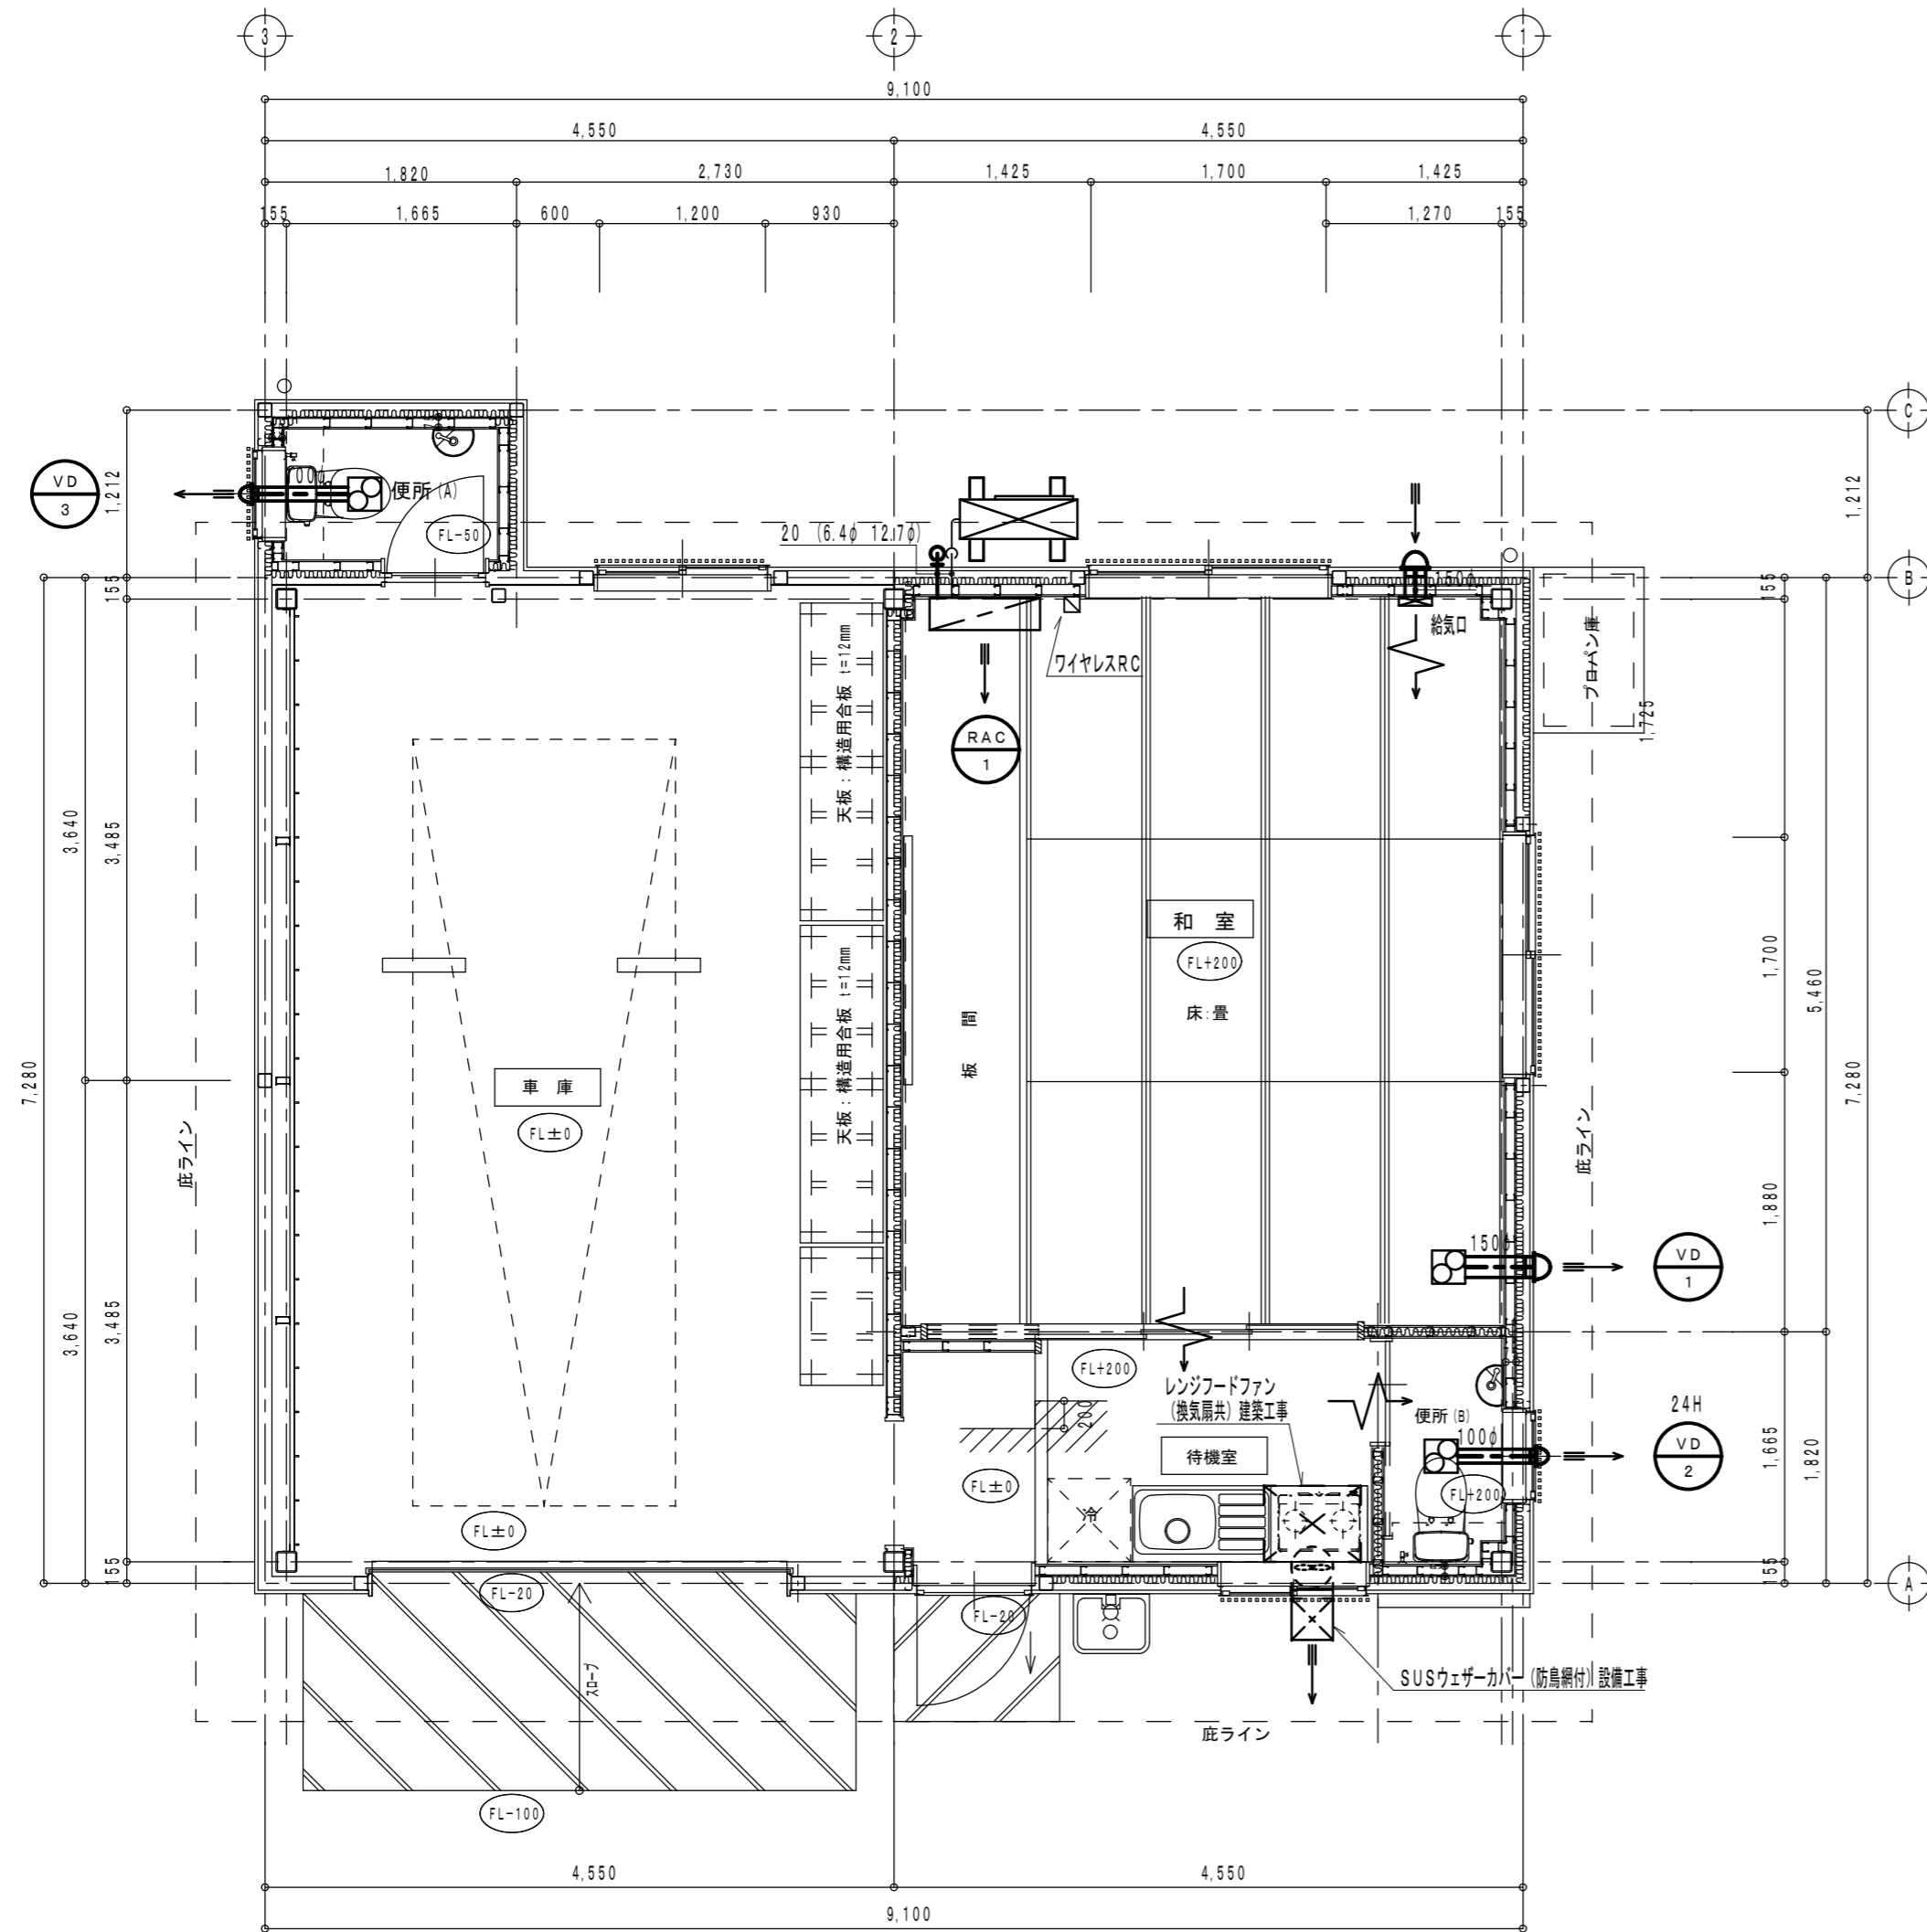 3
2
1
9,100
4,550
4,550
1,820
2,730
1,425
1,700
1,425
155
1,665
600
1,200
930
1,270
155
C
VD
3
1,212
00φ
便所(A)
FL-50
1,212
20 (6.4φ 12.7φ)
150φ
B
155
155
給気口
ワイヤレスRC
プロパン庫
1,725
RAC
1
天板:構造用合板 t=12mm
3,640
3,485
和 室
FL+200
床:畳
間
板
1,700
5,460
天板:構造用合板 t=12mm
7,280
車 庫
FL±0
7,280
庇ライン
庇ライン
1,880
150φ
VD
1
3,640
3,485
FL+200
200
レンジフードファン
(換気扇共) 建築工事
便所(B)
100φ
24H
VD
2
待機室
1,665
1,820
FL±0
FL+200
冷
FL±0
155
155
A
FL-20
FL-20
スロープ
SUSウェザーカバー (防鳥網付) 設備工事
庇ライン
FL-100
4,550
4,550
9,100